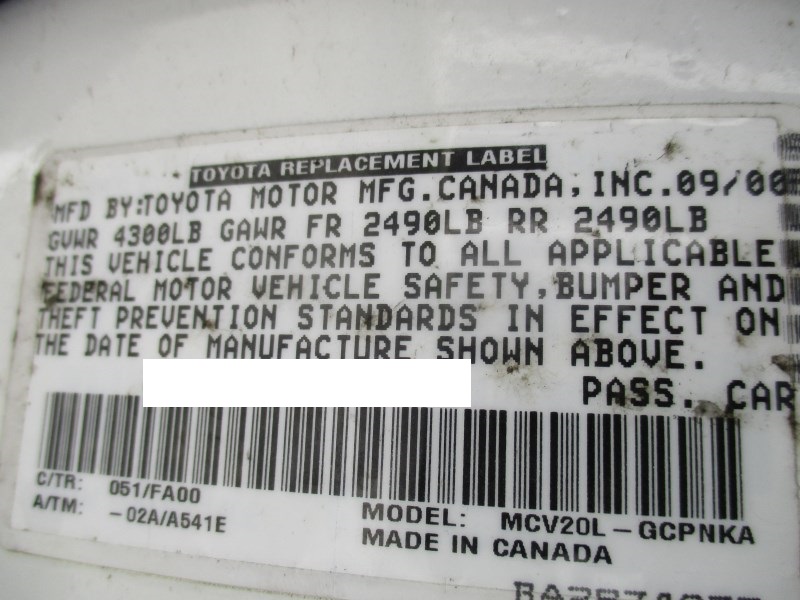 TOYOTA REPLACEMENT LABEL
MFD BY:TOYOTA MOTOR MFG.CANADA, INC.09/00
GVWR 4300LB GAWR FR 2490LB RR 2490LB
THIS VEHICLE CONFORMS TO ALL APPLICABLE
FEDERAL MOTOR VEHICLE SAFETY,BUMPER AND
THEFT PREVENTION STANDARDS IN EFFECT ON
THE DATE OF MANUFACTURE SHOWN ABOVE.
PASS. CAR
C/TR: 051/FA00
A/TM: -02A/A541E
MODEL: MCV20L-GCPNKA
MADE IN CANADA